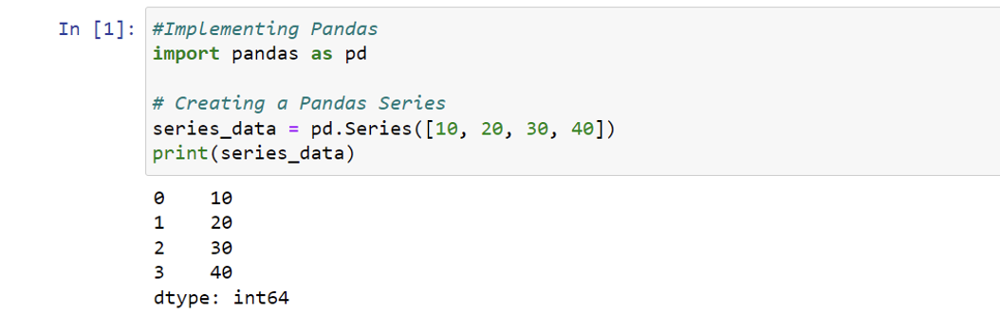 In [1]: #Implementing Pandas
import pandas as pd
# Creating a Pandas Series
series_data = pd.Series([10, 20, 30, 40])
print(series_data)
0    10
1    20
2    30
3    40
dtype: int64